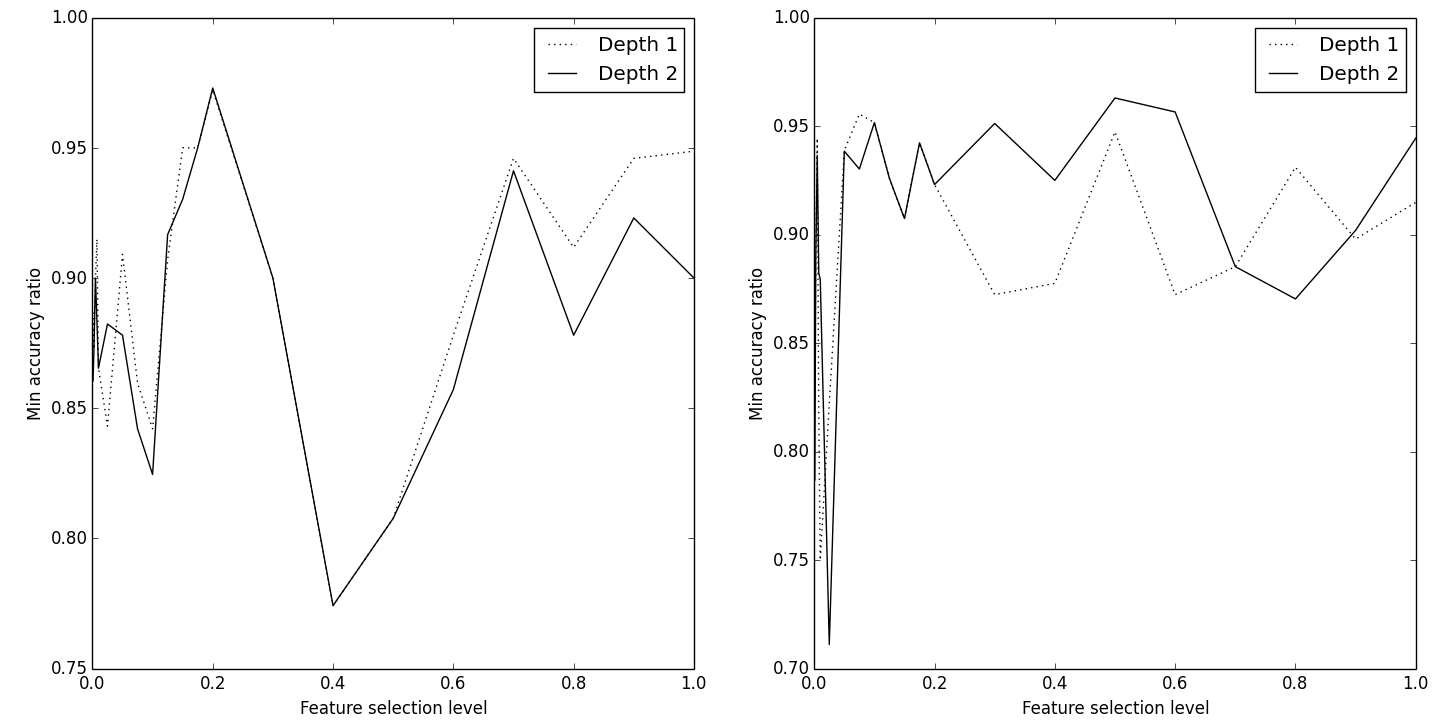 1.00
0.95
0.90
0.85
0.80
0.75
Min accuracy ratio
0.0 0.2 0.4 0.6 0.8 1.0
Feature selection level
Depth 1
Depth 2
1.00
0.95
0.90
0.85
0.80
0.75
0.70
Min accuracy ratio
0.0 0.2 0.4 0.6 0.8 1.0
Feature selection level
Depth 1
Depth 2